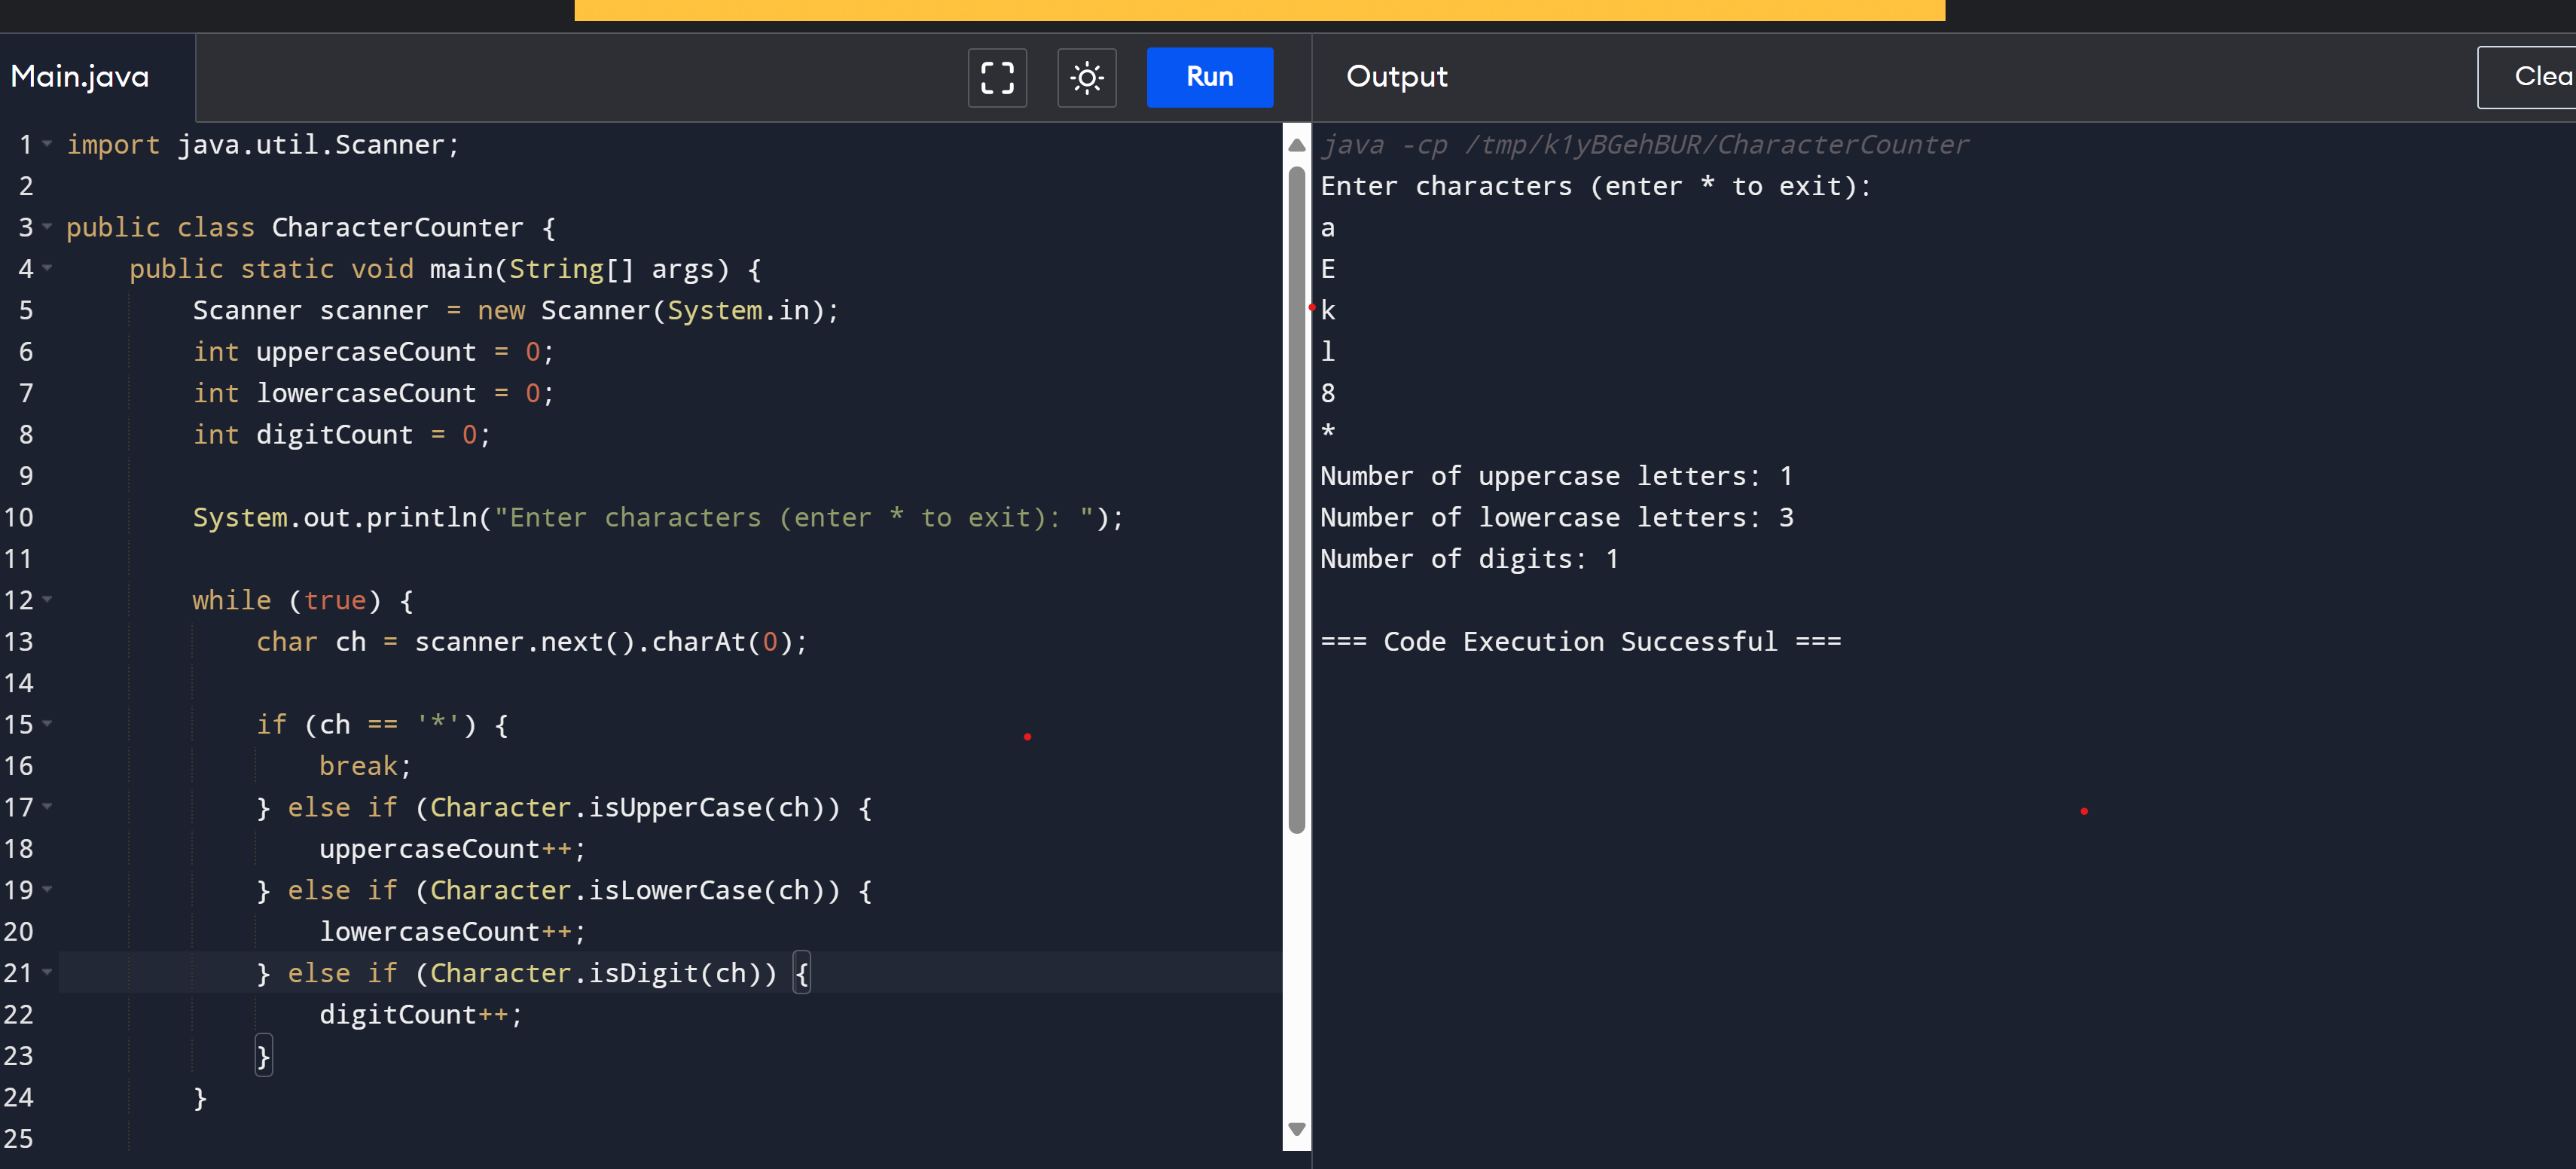 Main.java
Run
Output
Clea
1 import java.util.Scanner;
2
3 public class CharacterCounter {
4     public static void main(String[] args) {
5         Scanner scanner = new Scanner(System.in);
6         int uppercaseCount = 0;
7         int lowercaseCount = 0;
8         int digitCount = 0;
9
10         System.out.println("Enter characters (enter * to exit): ");
11
12         while (true) {
13             char ch = scanner.next().charAt(0);
14
15             if (ch == '*') {
16                 break;
17             } else if (Character.isUpperCase(ch)) {
18                 uppercaseCount++;
19             } else if (Character.isLowerCase(ch)) {
20                 lowercaseCount++;
21             } else if (Character.isDigit(ch)) {
22                 digitCount++;
23             }
24         }
25
java -cp /tmp/k1yBGehBUR/CharacterCounter
Enter characters (enter * to exit):
a
E
k
l
8
*
Number of uppercase letters: 1
Number of lowercase letters: 3
Number of digits: 1
=== Code Execution Successful ===